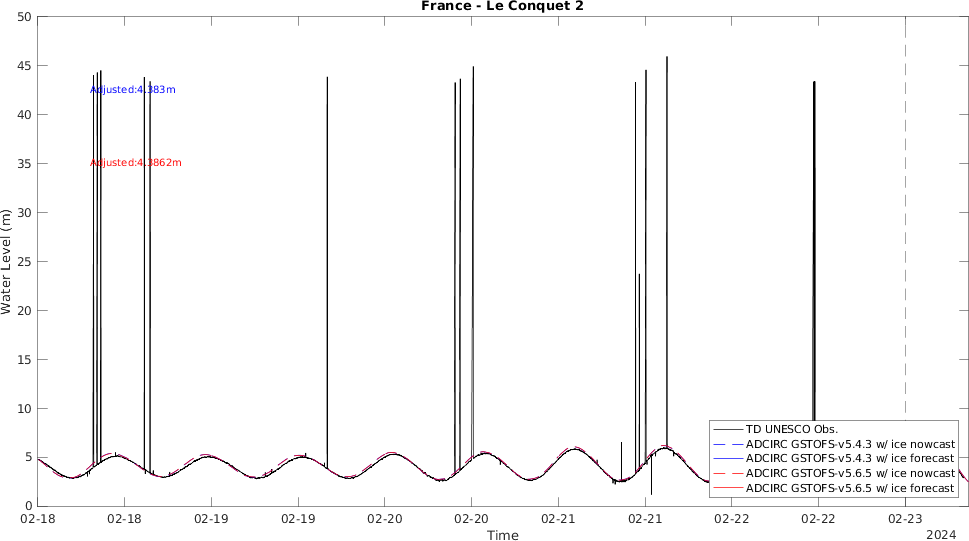 France - Le Conquet 2
Water Level (m)
50
45
40
35
30
25
20
15
10
5
0
Adjusted:4.383m
Adjusted:4.3862m
TD UNESCO Obs.
ADCIRC GSTOFS-v5.4.3 w/ ice nowcast
ADCIRC GSTOFS-v5.4.3 w/ ice forecast
ADCIRC GSTOFS-v5.6.5 w/ ice nowcast
ADCIRC GSTOFS-v5.6.5 w/ ice forecast
02-18 02-18 02-19 02-19 02-20 02-20 02-21 02-21 02-22 02-22 02-23
Time
2024